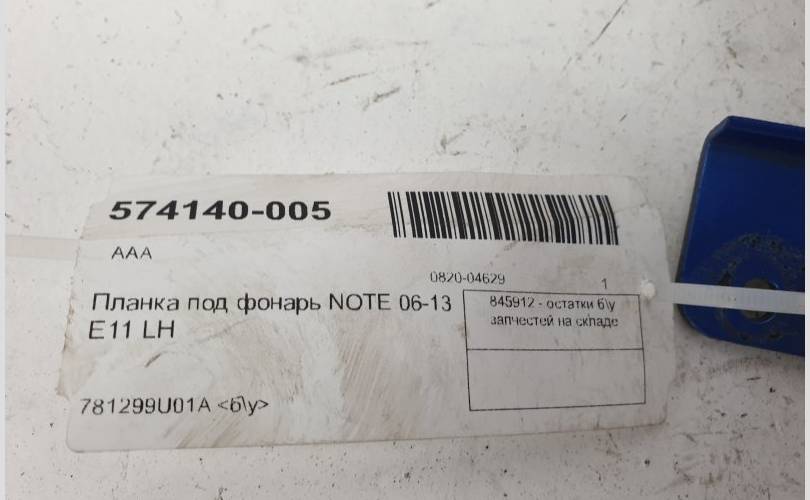 574140-005
AAA
0820-04629 1
Планка под фонарь NOTE 06-13
E11 LH
845912 - остатки б\у
запчестей на складе
781299U01A <б\у>